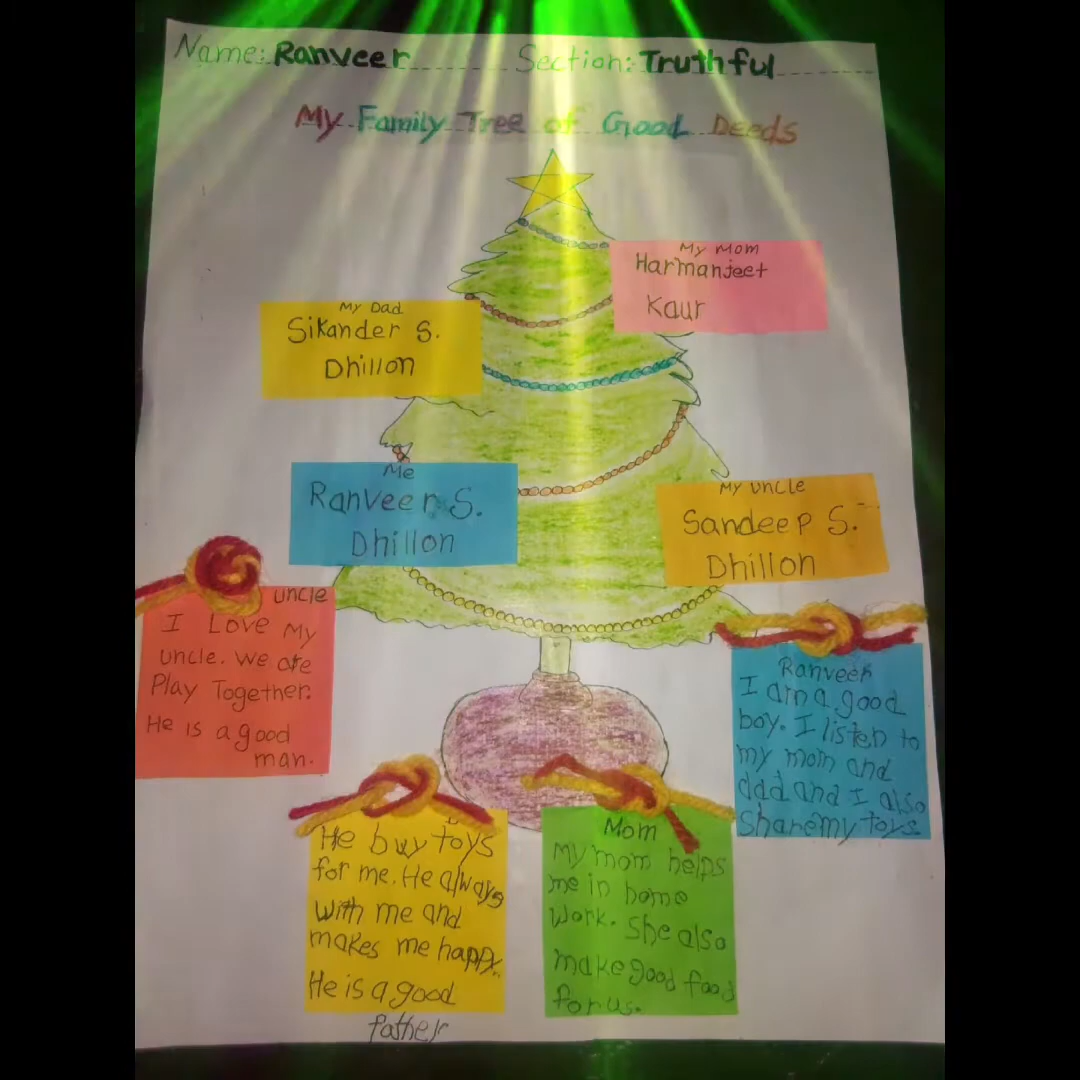 Name: Ranveer Section: Truthful
My Family Tree of Good Deeds
My Mom
Harmanjeet
Kaur
My Dad
Sikander S.
Dhillon
Me
Ranveer S.
Dhillon
My Uncle
Sandeep S.
Dhillon
Uncle
I Love My
Uncle. We are
Play Together.
He is a good
man.
Ranveer
I am a good
boy. I listen to
my mom and
dad and I also
Share my toys
He buy toys
for me. He always
with me and
makes me happy.
He is a good
father
Mom
My mom helps
me in home
work. She also
make good food
for us.